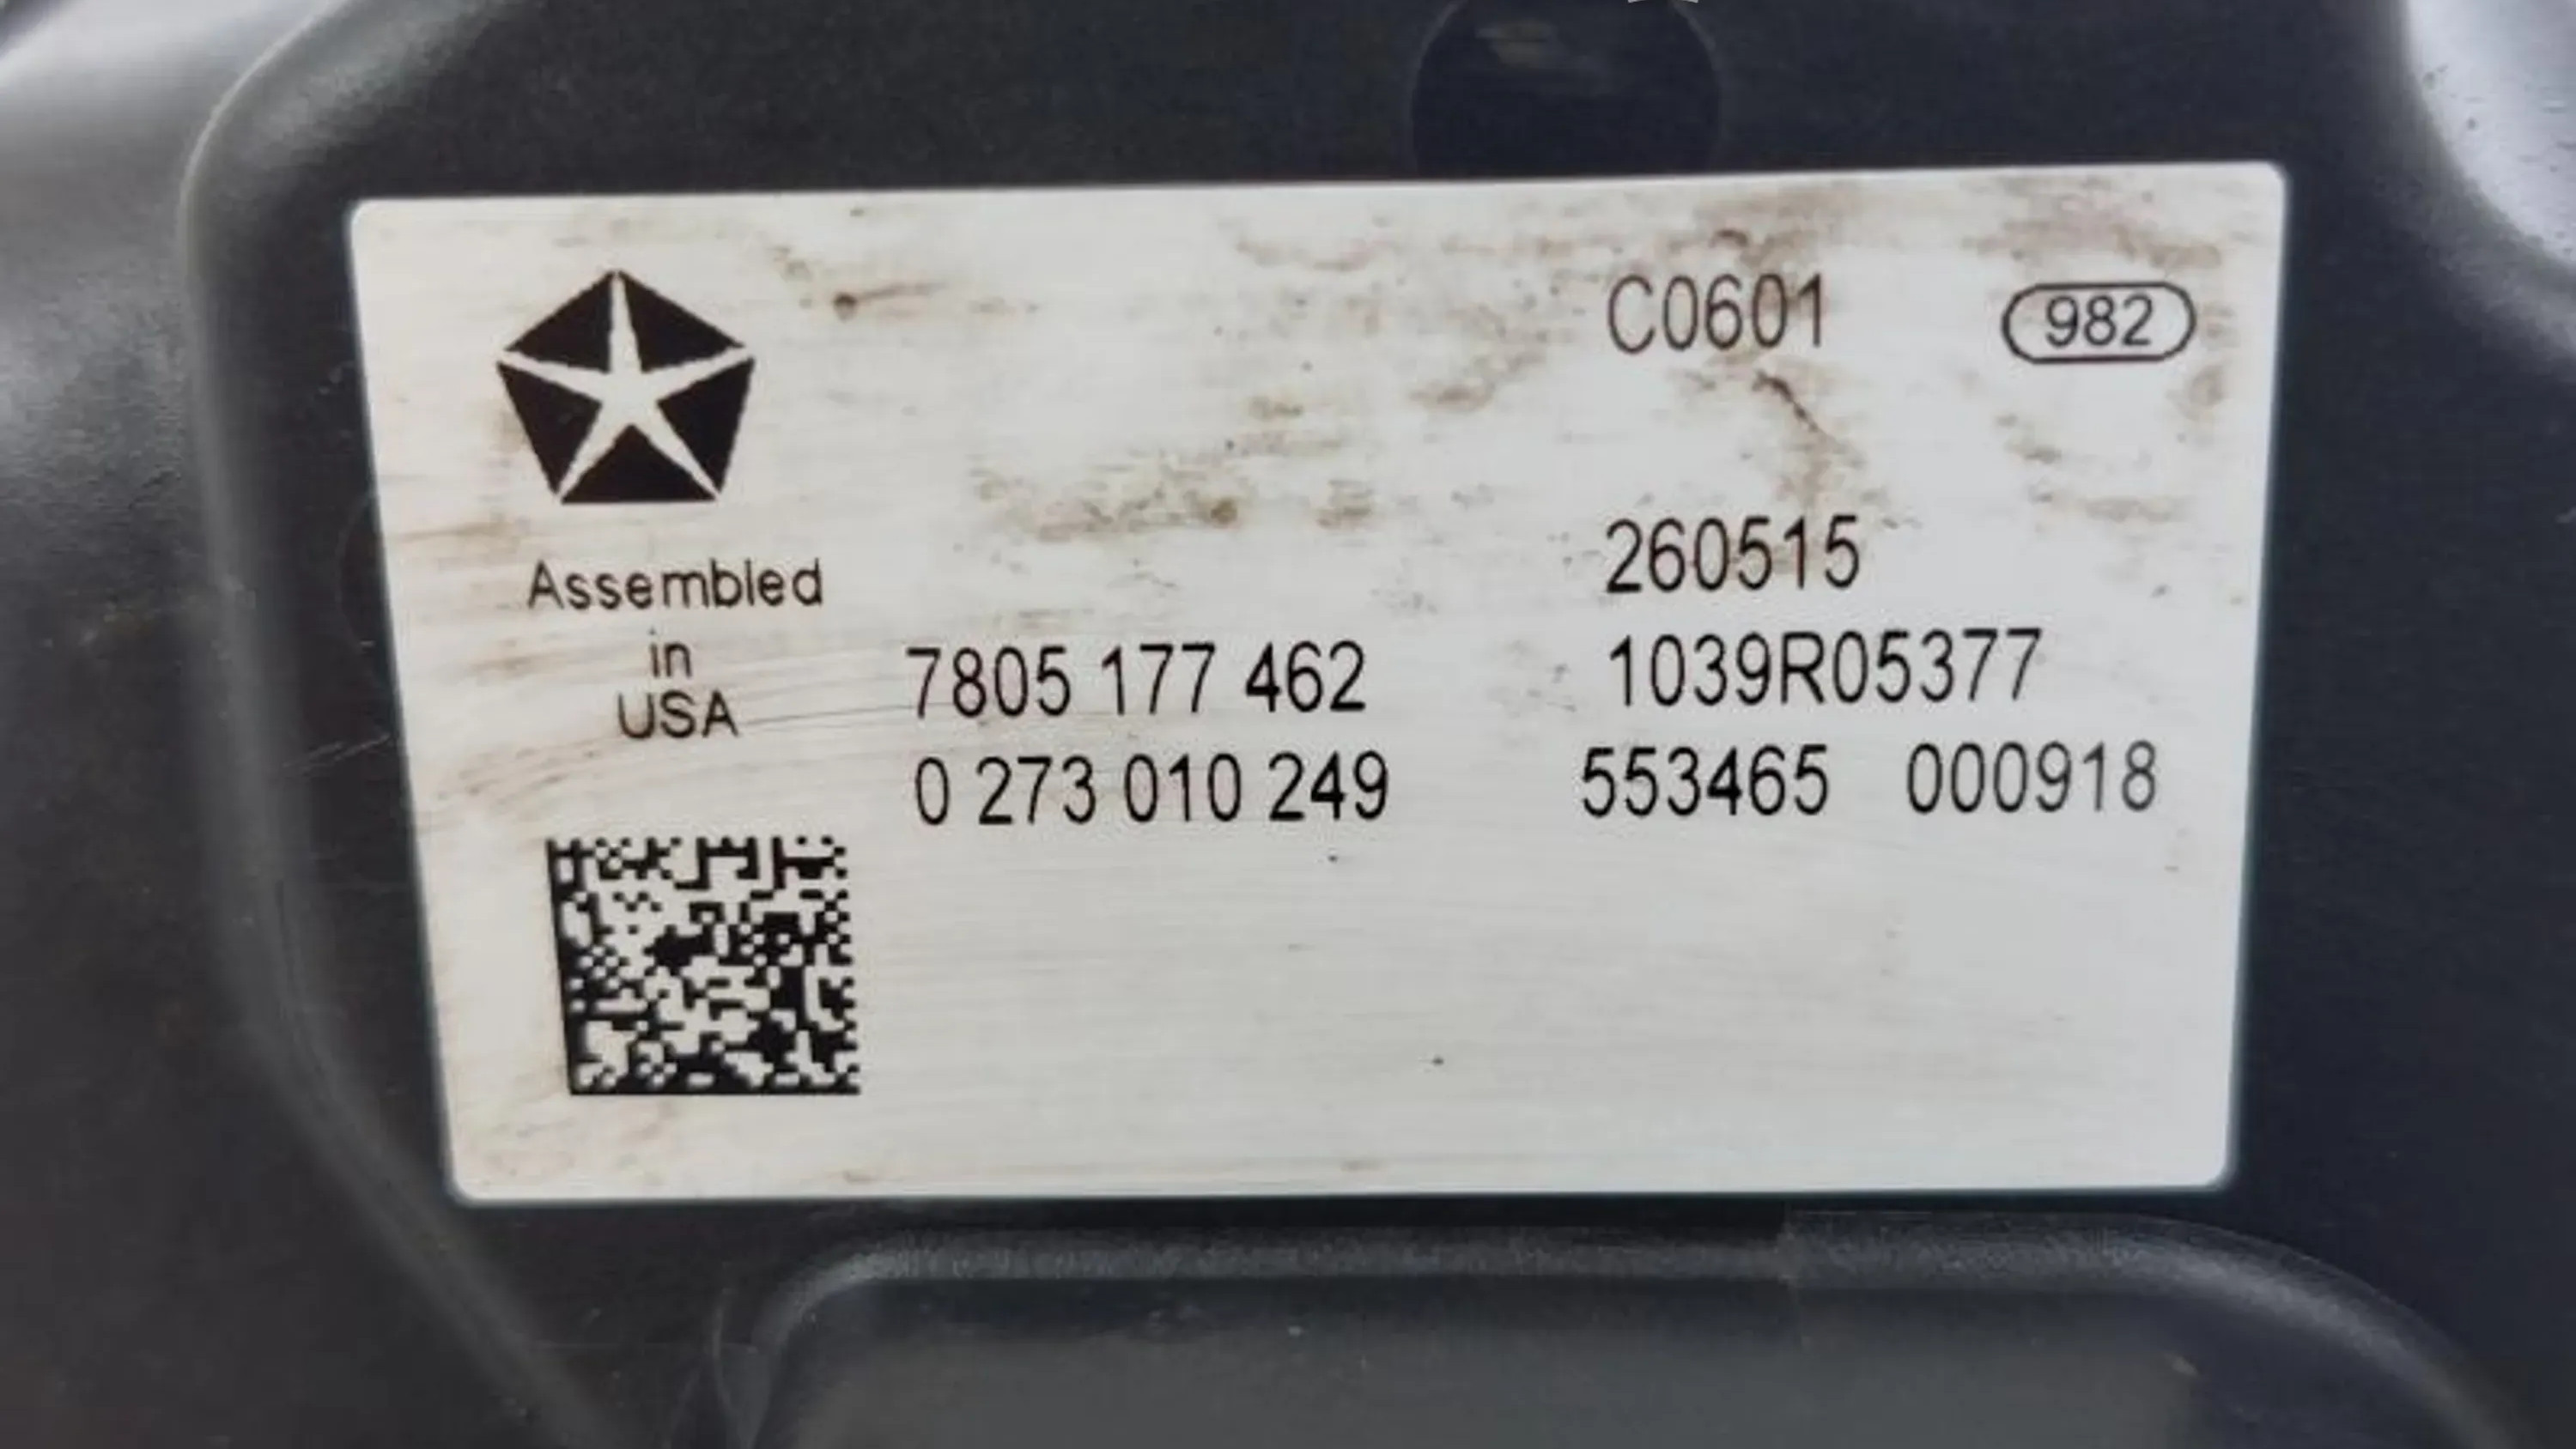 C0601 982
260515
Assembled
in
USA
7805 177 462 1039R05377
0 273 010 249 553465 000918